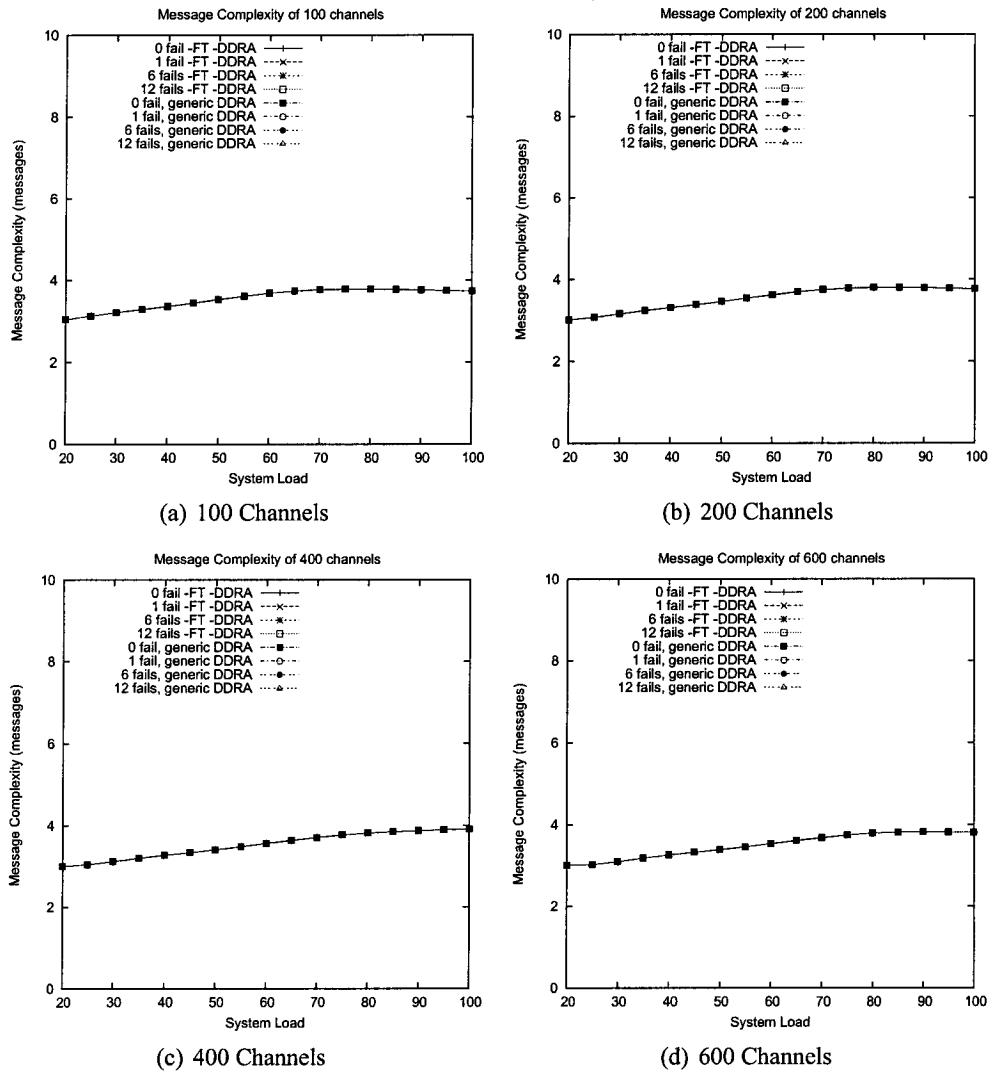 Message Complexity of 100 channels
10
8
6
4
2
0
Message Complexity (messages)
0 fail -FT -DDRA
1 fail -FT -DDRA
6 fails -FT -DDRA
12 fails -FT -DDRA
0 fail, generic DDRA
1 fail, generic DDRA
6 fails, generic DDRA
12 fails, generic DDRA
20 30 40 50 60 70 80 90 100
System Load
(a) 100 Channels
Message Complexity of 200 channels
10
8
6
4
2
0
Message Complexity (messages)
0 fail -FT -DDRA
1 fail -FT -DDRA
6 fails -FT -DDRA
12 fails -FT -DDRA
0 fail, generic DDRA
1 fail, generic DDRA
6 fails, generic DDRA
12 fails, generic DDRA
20 30 40 50 60 70 80 90 100
System Load
(b) 200 Channels
Message Complexity of 400 channels
10
8
6
4
2
0
Message Complexity (messages)
0 fail -FT -DDRA
1 fail -FT -DDRA
6 fails -FT -DDRA
12 fails -FT -DDRA
0 fail, generic DDRA
1 fail, generic DDRA
6 fails, generic DDRA
12 fails, generic DDRA
20 30 40 50 60 70 80 90 100
System Load
(c) 400 Channels
Message Complexity of 600 channels
10
8
6
4
2
0
Message Complexity (messages)
0 fail -FT -DDRA
1 fail -FT -DDRA
6 fails -FT -DDRA
12 fails -FT -DDRA
0 fail, generic DDRA
1 fail, generic DDRA
6 fails, generic DDRA
12 fails, generic DDRA
20 30 40 50 60 70 80 90 100
System Load
(d) 600 Channels